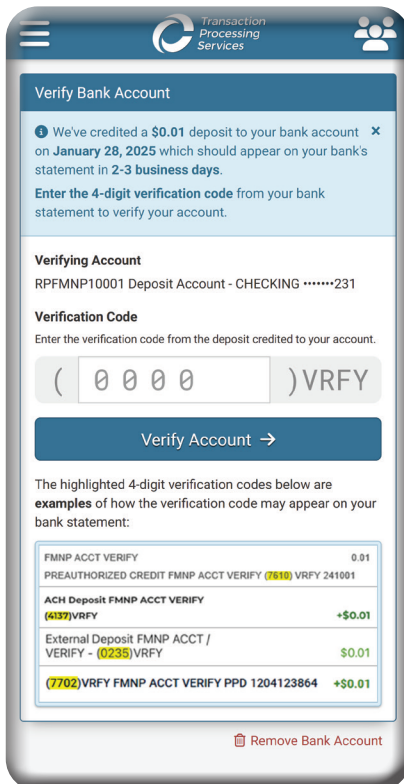 Transaction
Processing
Services
Verify Bank Account
We've credited a $0.01 deposit to your bank account ×
on January 28, 2025 which should appear on your bank's
statement in 2-3 business days.
Enter the 4-digit verification code from your bank
statement to verify your account.
Verifying Account
RPFMNP10001 Deposit Account - CHECKING •••••••231
Verification Code
Enter the verification code from the deposit credited to your account.
( 0000 )VRFY
Verify Account →
The highlighted 4-digit verification codes below are
examples of how the verification code may appear on your
bank statement:
FMNP ACCT VERIFY 0.01
PREAUTHORIZED CREDIT FMNP ACCT VERIFY (7610) VRFY 241001
ACH Deposit FMNP ACCT VERIFY
(4137)VRFY +$0.01
External Deposit FMNP ACCT /
VERIFY - (0235)VRFY $0.01
(7702)VRFY FMNP ACCT VERIFY PPD 1204123864 +$0.01
Remove Bank Account